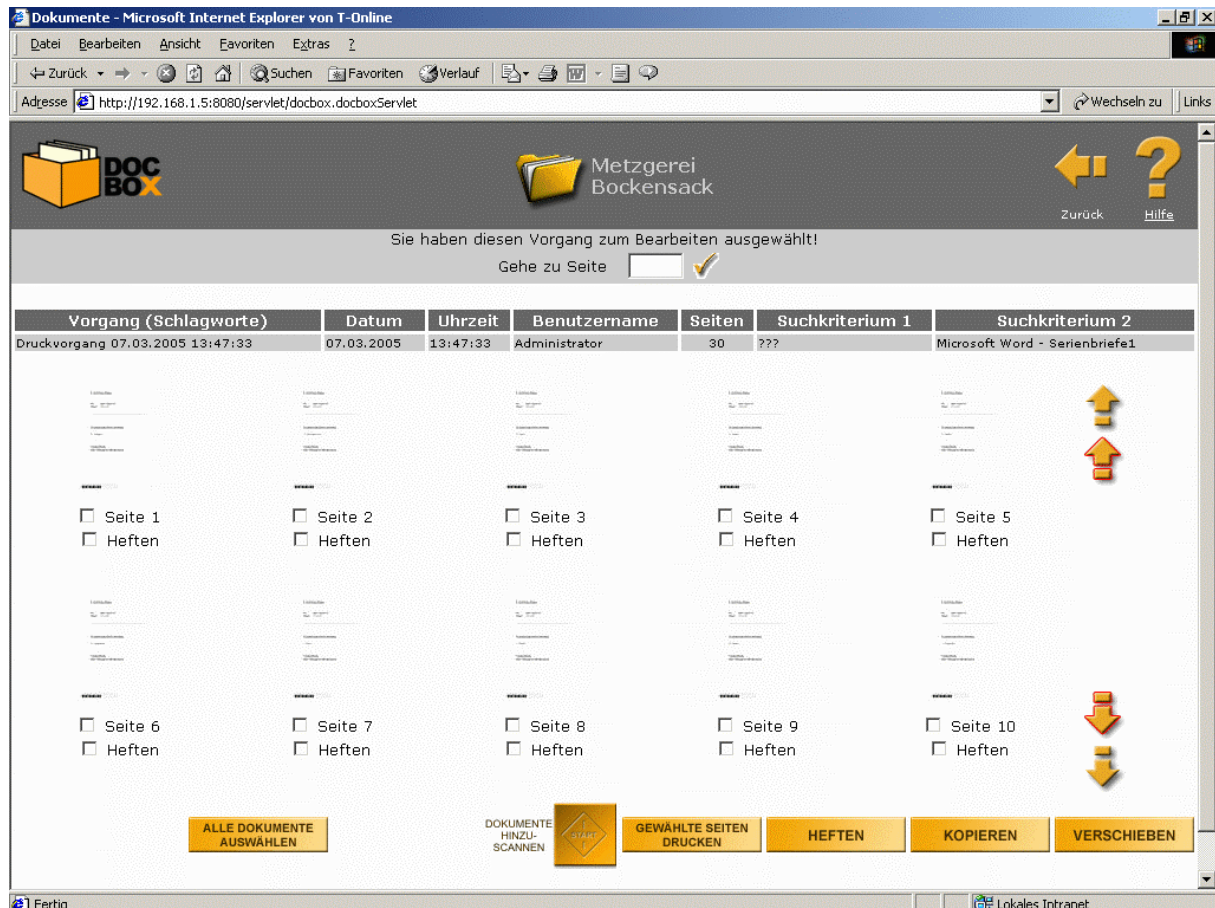 Dokumente - Microsoft Internet Explorer von T-Online
Datei Bearbeiten Ansicht Favoriten Extras ?
Zurück Suchen Favoriten Verlauf
Adresse http://192.168.1.5:8080/servlet/docbox.docboxServlet Wechseln zu Links
DOC
BOX
Metzgerei
Bockensack
Zurück Hilfe
Sie haben diesen Vorgang zum Bearbeiten ausgewählt!
Gehe zu Seite
Vorgang (Schlagworte) Datum Uhrzeit Benutzername Seiten Suchkriterium 1 Suchkriterium 2
Druckvorgang 07.03.2005 13:47:33 07.03.2005 13:47:33 Administrator 30 ??? Microsoft Word - Serienbriefe1
Seite 1 Seite 2 Seite 3 Seite 4 Seite 5
Heften Heften Heften Heften Heften
Seite 6 Seite 7 Seite 8 Seite 9 Seite 10
Heften Heften Heften Heften Heften
ALLE DOKUMENTE
AUSWÄHLEN
DOKUMENTE
HINZU-
SCANNEN
START
GEWÄHLTE SEITEN
DRUCKEN
HEFTEN
KOPIEREN
VERSCHIEBEN
Fertig Lokales Intranet